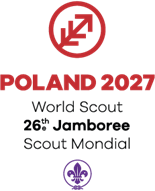 POLAND 2027
World Scout
26th/e Jamboree
Scout Mondial